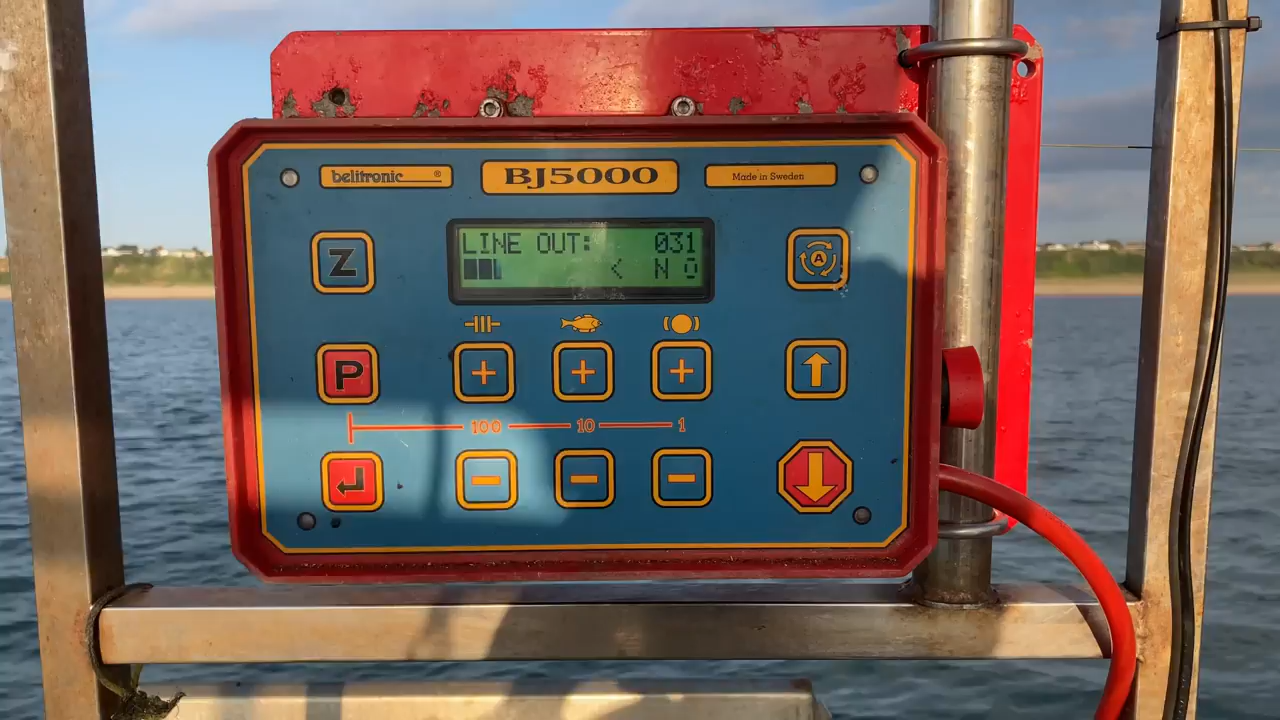 belitronic ®
BJ5000
Made in Sweden
LINE OUT: 031
< N 0
Z
A
P
100 10 1